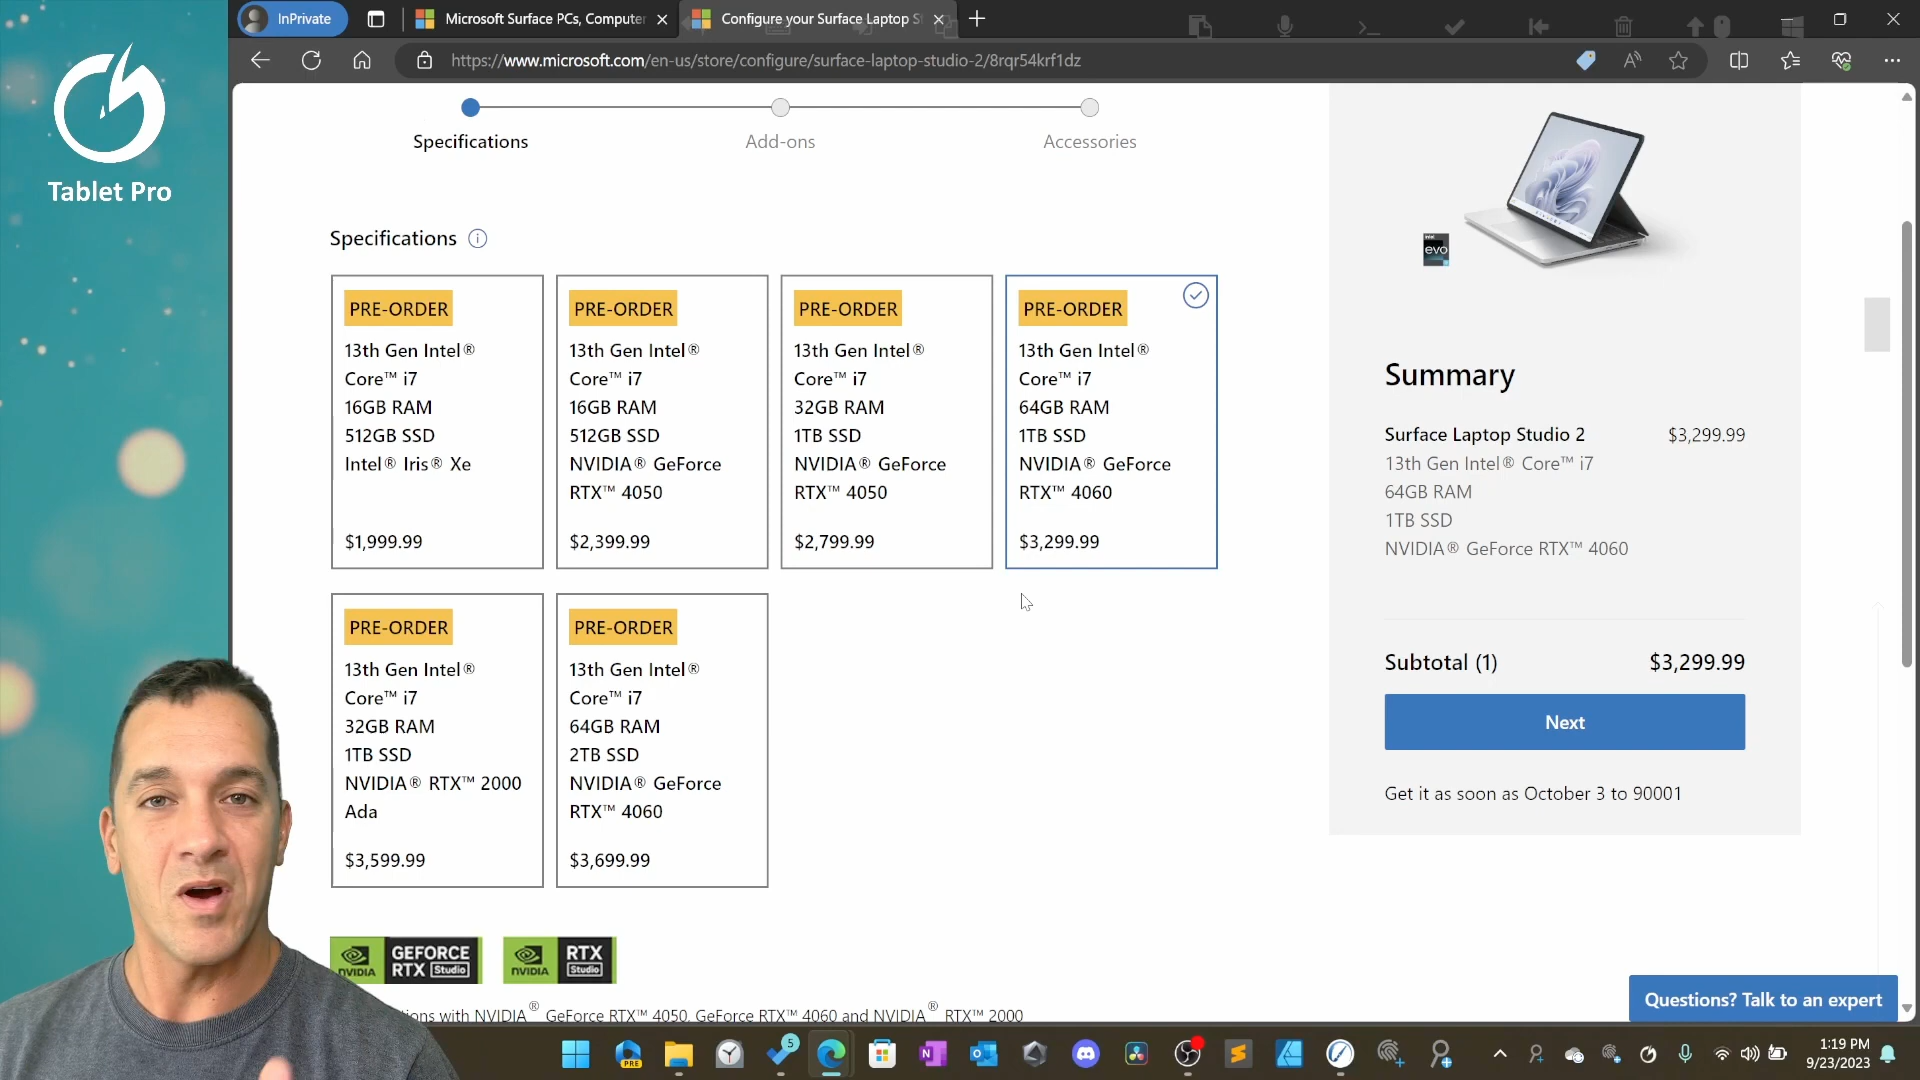 Tablet Pro
InPrivate
Microsoft Surface PCs, Computer
Configure your Surface Laptop S
https://www.microsoft.com/en-us/store/configure/surface-laptop-studio-2/8rqr54krf1dz
Specifications
Add-ons
Accessories
Specifications
PRE-ORDER
13th Gen Intel®
Core™ i7
16GB RAM
512GB SSD
Intel® Iris® Xe
$1,999.99
PRE-ORDER
13th Gen Intel®
Core™ i7
16GB RAM
512GB SSD
NVIDIA® GeForce
RTX™ 4050
$2,399.99
PRE-ORDER
13th Gen Intel®
Core™ i7
32GB RAM
1TB SSD
NVIDIA® GeForce
RTX™ 4050
$2,799.99
PRE-ORDER
13th Gen Intel®
Core™ i7
64GB RAM
1TB SSD
NVIDIA® GeForce
RTX™ 4060
$3,299.99
PRE-ORDER
13th Gen Intel®
Core™ i7
32GB RAM
1TB SSD
NVIDIA® RTX™ 2000
Ada
$3,599.99
PRE-ORDER
13th Gen Intel®
Core™ i7
64GB RAM
2TB SSD
NVIDIA® GeForce
RTX™ 4060
$3,699.99
NVIDIA
GEFORCE
RTX Studio
NVIDIA
RTX
Studio
tions with NVIDIA® GeForce RTX™ 4050, GeForce RTX™ 4060 and NVIDIA® RTX™ 2000
evo
Summary
Surface Laptop Studio 2 $3,299.99
13th Gen Intel® Core™ i7
64GB RAM
1TB SSD
NVIDIA® GeForce RTX™ 4060
Subtotal (1) $3,299.99
Next
Get it as soon as October 3 to 90001
Questions? Talk to an expert
PRE
5
1:19 PM
9/23/2023